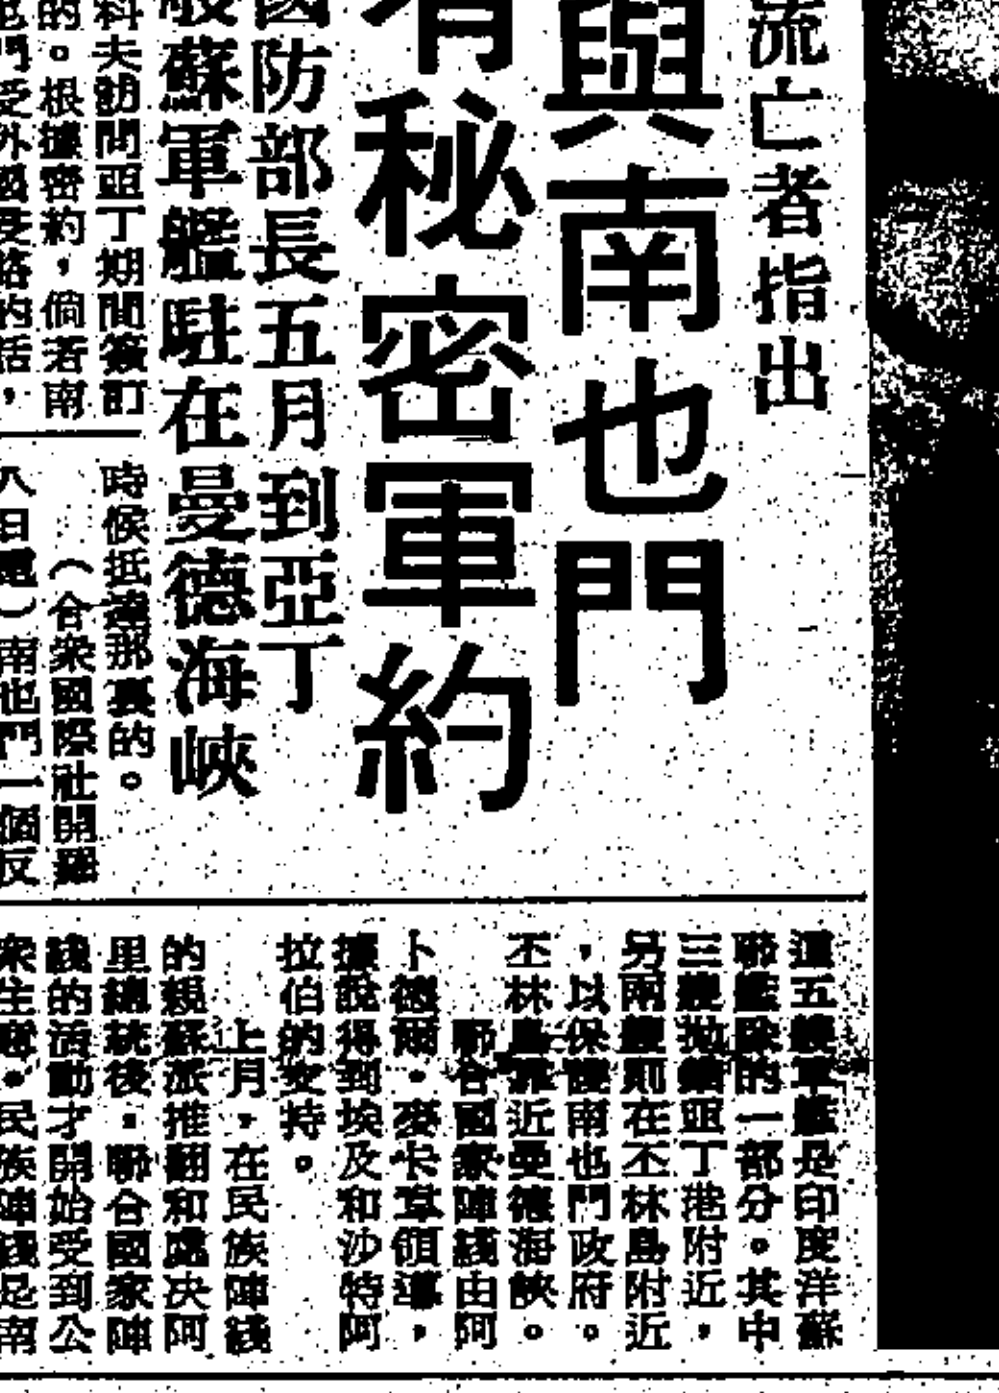 流亡者指出
與南也門
有秘密軍約
國防部長五月到亞丁
艘蘇軍艦駐在曼德海峽
科夫訪問亞丁期間簽訂
的。根據密約，倘若南
也門受外國侵略的話，
時候抵達那裏的。
（合衆國際社開羅
八日電）南也門一個反
這五艘軍艦是印度洋蘇
聯艦隊的一部分。其中
三艘拋錨亞丁港附近，
另兩艘則在丕林島附近
，以保護南也門政府。
丕林島靠近曼德海峽。
聯合國家陣綫由阿
卜德爾·麥卡韋領導，
據說得到埃及和沙特阿
拉伯的支持。
上月，在民族陣綫
的親蘇派推翻和處决阿
里總統後，聯合國家陣
綫的活動才開始受到公
衆注意。民族陣綫是南